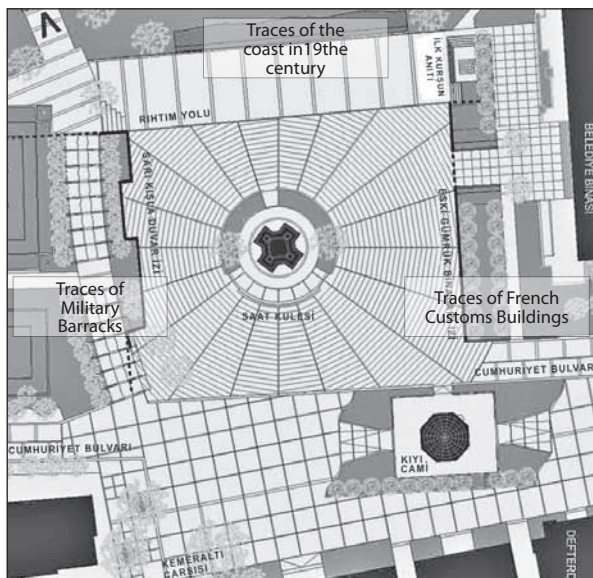 Traces of the
coast in19the
century
İLK KURŞUN
ANITI
RIHTIM YOLU
BELEDİYE BİNASI
SARI KIŞLA DUVAR İZİ
ESKİ GÜMRÜK
Traces of
Military
Barracks
Traces of French
Customs Buildings
SAAT KULESİ
CUMHURİYET BULVARI
CUMHURİYET BULVARI
KIYI
CAMİ
KEMERALTI
ÇARŞISI
DEFTERD